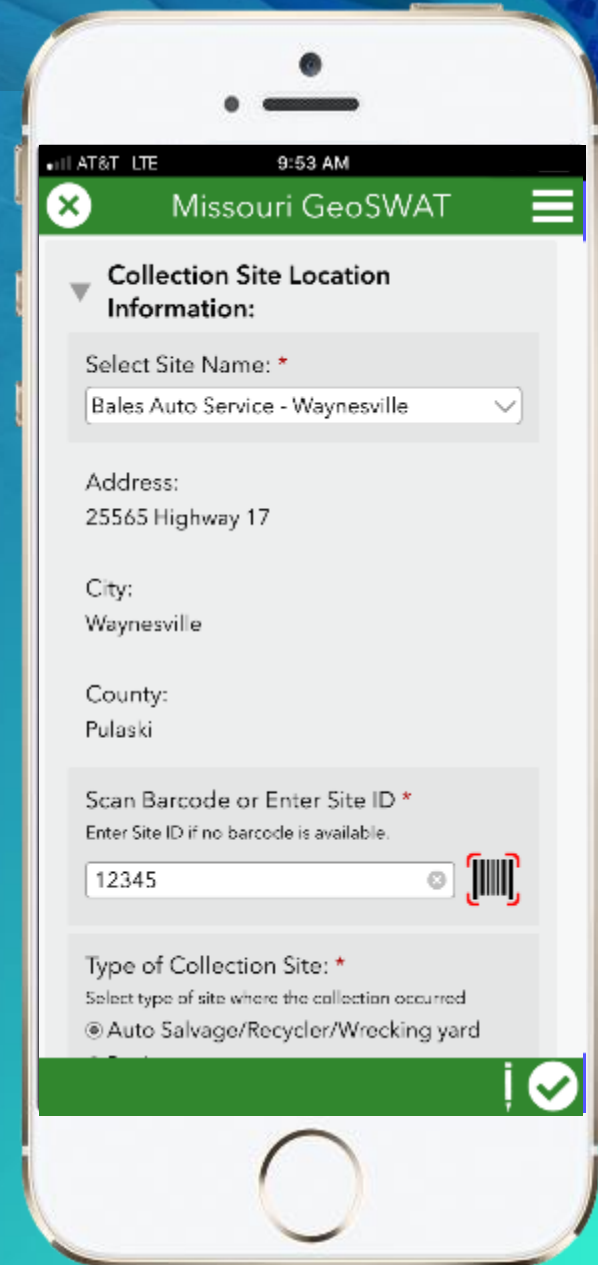 AT&T LTE 9:53 AM
Missouri GeoSWAT
Collection Site Location
Information:
Select Site Name: *
Bales Auto Service - Waynesville
Address:
25565 Highway 17
City:
Waynesville
County:
Pulaski
Scan Barcode or Enter Site ID *
Enter Site ID if no barcode is available.
12345
Type of Collection Site: *
Select type of site where the collection occurred
Auto Salvage/Recycler/Wrecking yard